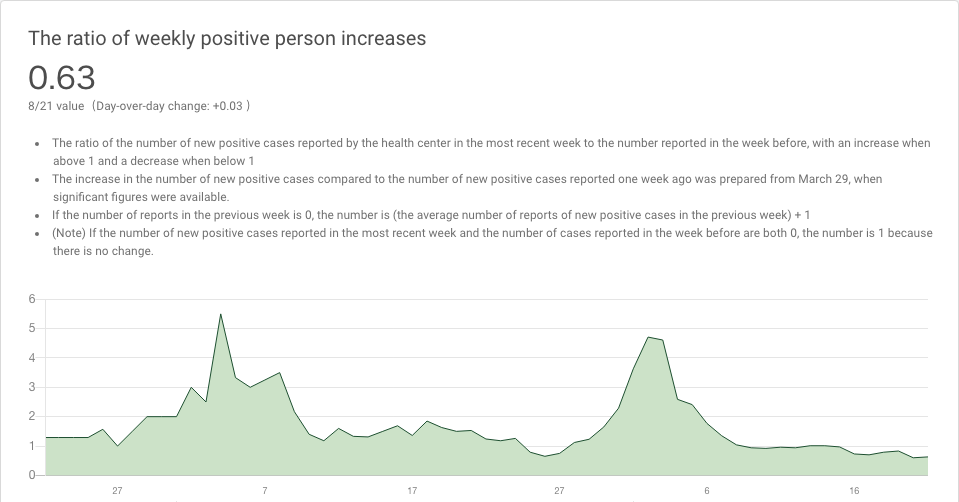 The ratio of weekly positive person increases
0.63
8/21 value （Day-over-day change: +0.03 ）
• The ratio of the number of new positive cases reported by the health center in the most recent week to the number reported in the week before, with an increase when
above 1 and a decrease when below 1
• The increase in the number of new positive cases compared to the number of new positive cases reported one week ago was prepared from March 29, when
significant figures were available.
• If the number of reports in the previous week is 0, the number is (the average number of reports of new positive cases in the previous week) + 1
• (Note) If the number of new positive cases reported in the most recent week and the number of cases reported in the week before are both 0, the number is 1 because
there is no change.
6
5
4
3
2
1
0
27 7 17 27 6 16